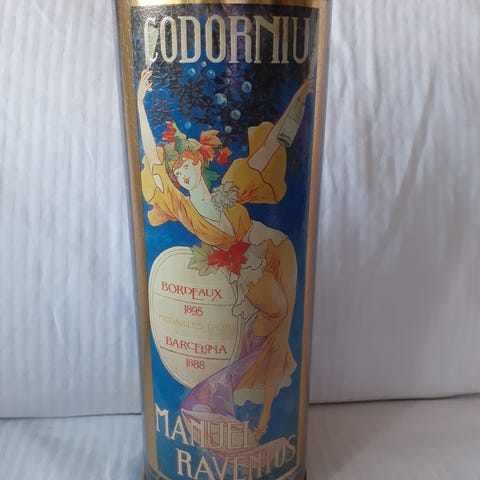 CODORNIU
BORDEAUX
1895
MEDAILLES D'OR
BARCELONA
1888
MANUEL
RAVENTOS